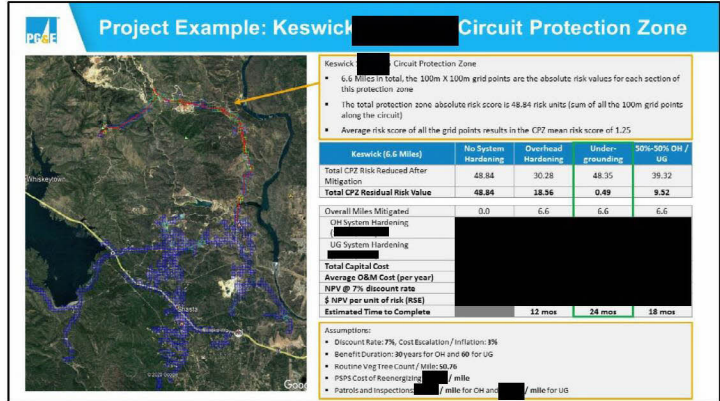 PG&E
Project Example: Keswick Circuit Protection Zone
Keswick Circuit Protection Zone
6.6 Miles in total, the 100m X 100m grid points are the absolute risk values for each section of
this protection zone
The total protection zone absolute risk score is 48.84 risk units (sum of all the 100m grid points
along the circuit)
Average risk score of all the grid points results in the CPZ mean risk score of 1.25
Keswick (6.6 Miles) No System Hardening Overhead Hardening Under-grounding 50%-50% OH / UG
Total CPZ Risk Reduced After Mitigation 48.84 30.28 48.35 39.32
Total CPZ Residual Risk Value 48.84 18.56 0.49 9.52
Overall Miles Mitigated 0.0 6.6 6.6 6.6
OH System Hardening
(
UG System Hardening
Total Capital Cost
Average O&M Cost (per year)
NPV @ 7% discount rate
$ NPV per unit of risk (RSE)
Estimated Time to Complete 12 mos 24 mos 18 mos
Assumptions:
Discount Rate: 7%, Cost Escalation / Inflation: 3%
Benefit Duration: 30 years for OH and 60 for UG
Routine Veg Tree Count / Mile: 50.76
PSPS Cost of Reenergizing / mile
Patrols and Inspections: / mile for OH and / mile for UG
Whiskeytown
Shasta
© 2020 Google
Goo